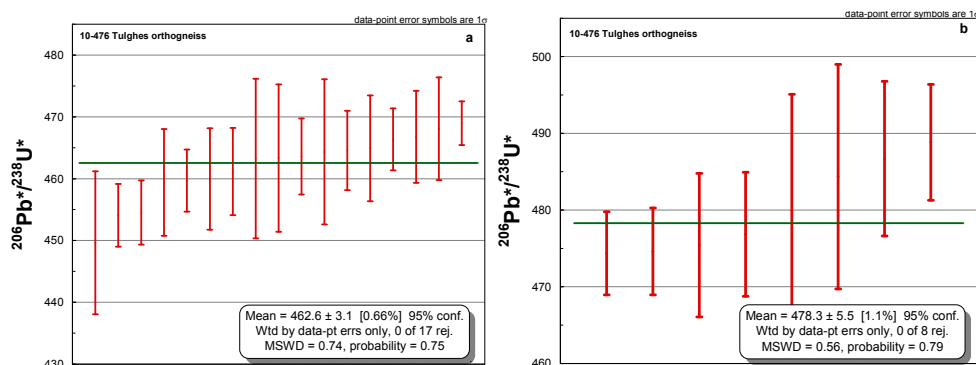 data-point error symbols are 1σ
10-476 Tulghes orthogneiss
a
480
470
460
450
440
430
206Pb*/238U*
Mean = 462.6 ± 3.1 [0.66%] 95% conf.
Wtd by data-pt errs only, 0 of 17 rej.
MSWD = 0.74, probability = 0.75
data-point error symbols are 1σ
10-476 Tulghes orthogneiss
b
500
490
480
470
460
206Pb*/238U*
Mean = 478.3 ± 5.5 [1.1%] 95% conf.
Wtd by data-pt errs only, 0 of 8 rej.
MSWD = 0.56, probability = 0.79